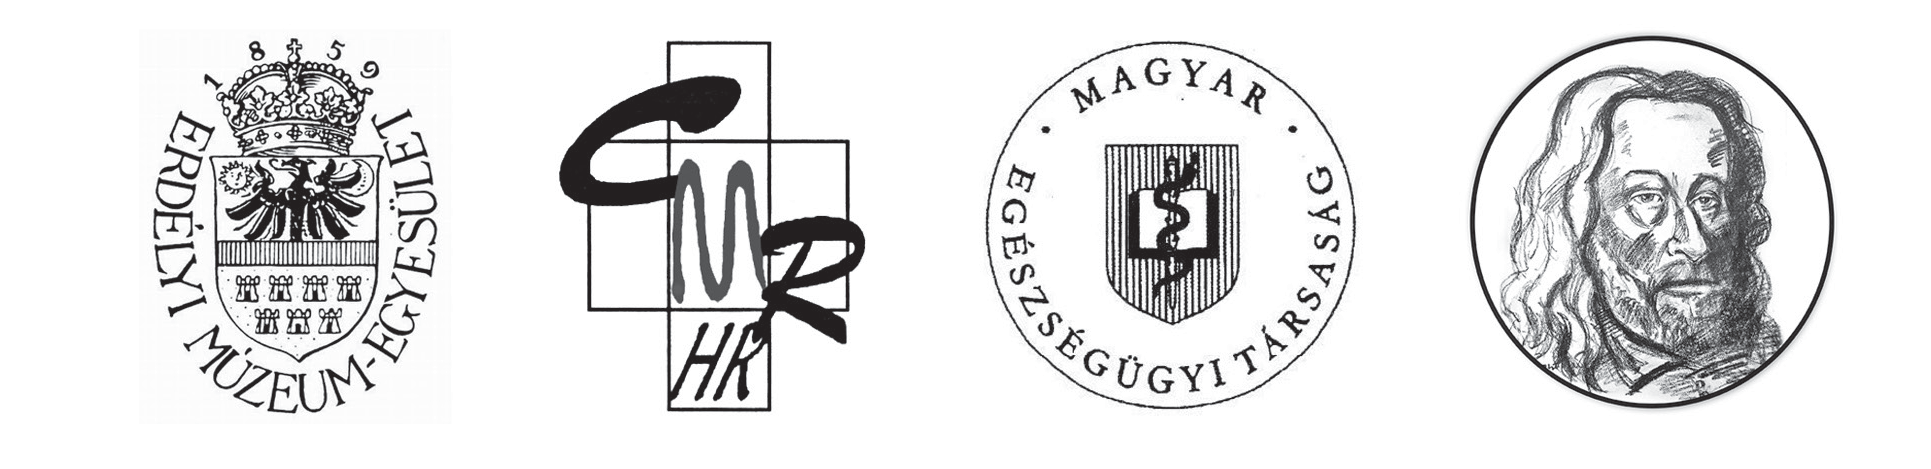 1859
ERDÉLYI MÚZEUM-EGYESÜLET
CMR
HR
• MAGYAR •
EGÉSZSÉGÜGYI TÁRSASÁG